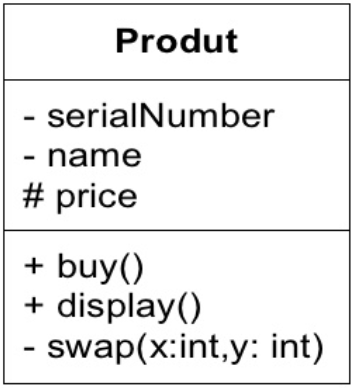 Produt
- serialNumber
- name
# price
+ buy()
+ display()
- swap(x:int,y: int)